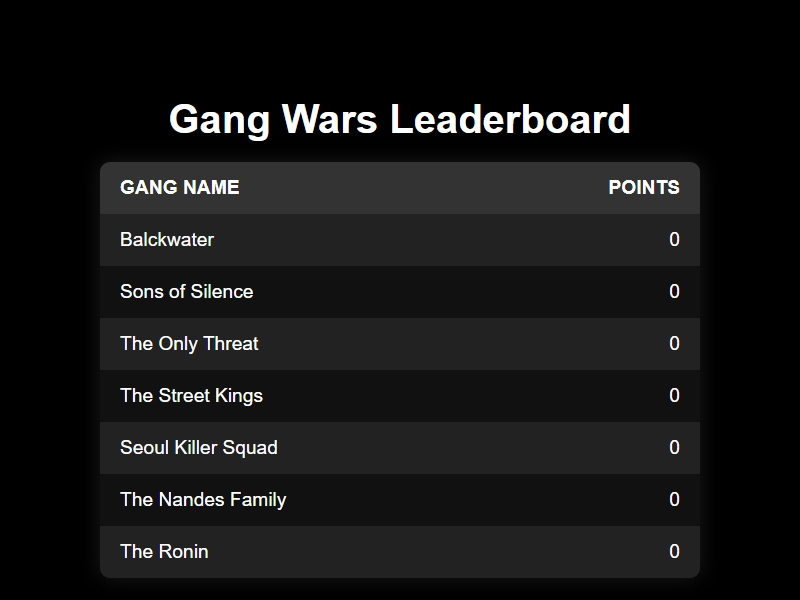 Gang Wars Leaderboard
GANG NAME POINTS
Balckwater 0
Sons of Silence 0
The Only Threat 0
The Street Kings 0
Seoul Killer Squad 0
The Nandes Family 0
The Ronin 0